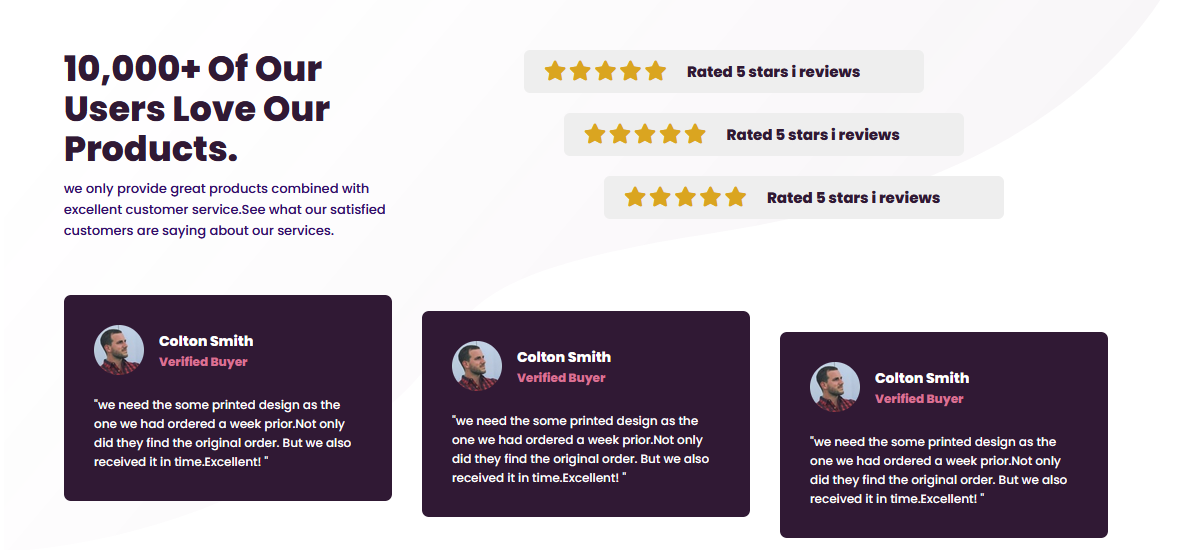 10,000+ Of Our
Users Love Our
Products.
we only provide great products combined with
excellent customer service.See what our satisfied
customers are saying about our services.
Rated 5 stars i reviews
Rated 5 stars i reviews
Rated 5 stars i reviews
Colton Smith
Verified Buyer
"we need the some printed design as the
one we had ordered a week prior.Not only
did they find the original order. But we also
received it in time.Excellent! "
Colton Smith
Verified Buyer
"we need the some printed design as the
one we had ordered a week prior.Not only
did they find the original order. But we also
received it in time.Excellent! "
Colton Smith
Verified Buyer
"we need the some printed design as the
one we had ordered a week prior.Not only
did they find the original order. But we also
received it in time.Excellent! "